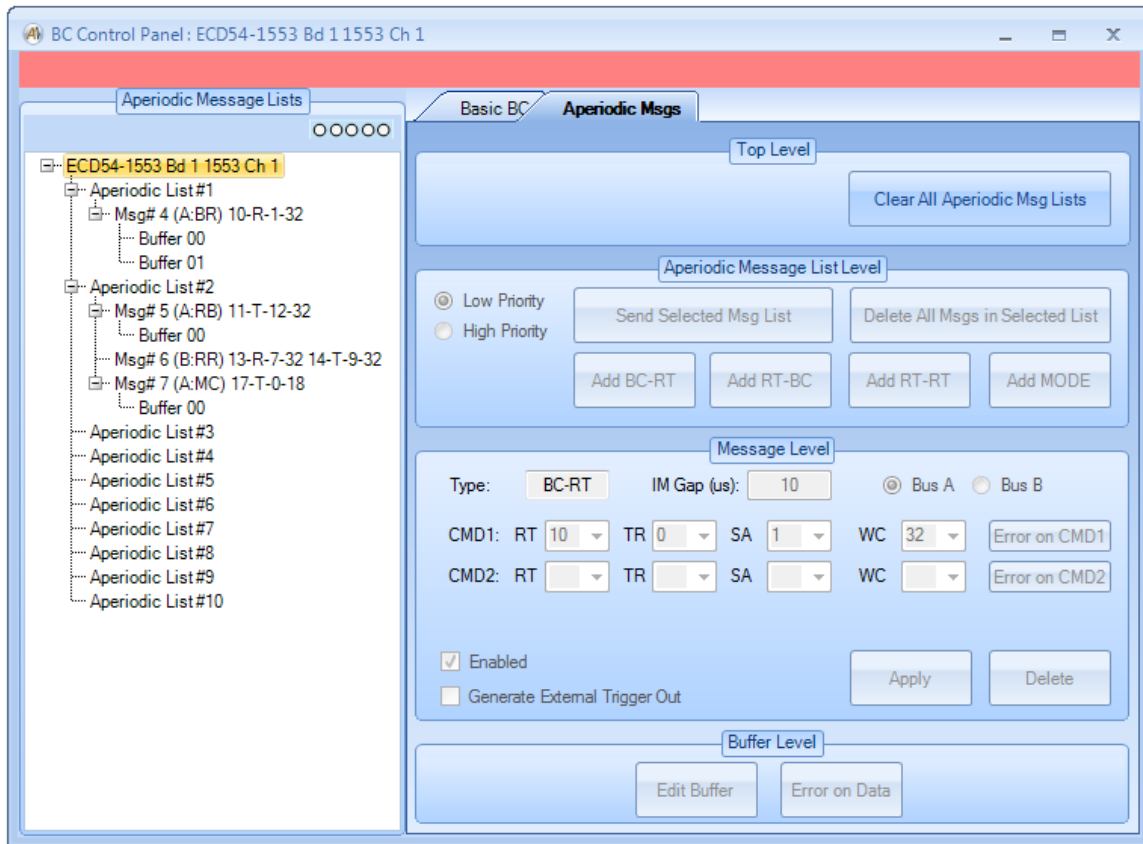 BC Control Panel : ECD54-1553 Bd 1 1553 Ch 1
Aperiodic Message Lists
ECD54-1553 Bd 1 1553 Ch 1
Aperiodic List #1
Msg# 4 (A:BR) 10-R-1-32
Buffer 00
Buffer 01
Aperiodic List #2
Msg# 5 (A:RB) 11-T-12-32
Buffer 00
Msg# 6 (B:RR) 13-R-7-32 14-T-9-32
Msg# 7 (A:MC) 17-T-0-18
Buffer 00
Aperiodic List #3
Aperiodic List #4
Aperiodic List #5
Aperiodic List #6
Aperiodic List #7
Aperiodic List #8
Aperiodic List #9
Aperiodic List #10
Basic BC Aperiodic Msgs
Top Level
Clear All Aperiodic Msg Lists
Aperiodic Message List Level
Low Priority Send Selected Msg List Delete All Msgs in Selected List
High Priority
Add BC-RT Add RT-BC Add RT-RT Add MODE
Message Level
Type: BC-RT IM Gap (us): 10 Bus A Bus B
CMD1: RT 10 TR 0 SA 1 WC 32 Error on CMD1
CMD2: RT TR SA WC Error on CMD2
Enabled
Generate External Trigger Out
Apply Delete
Buffer Level
Edit Buffer Error on Data